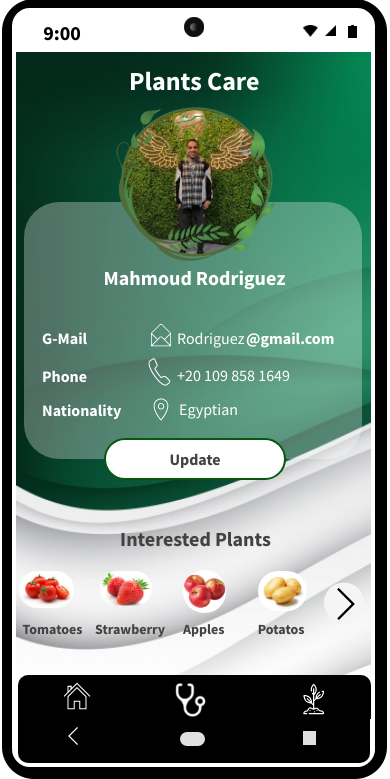 9:00
Plants Care
Mahmoud Rodriguez
G-Mail Rodriguez@gmail.com
Phone +20 109 858 1649
Nationality Egyptian
Update
Interested Plants
Tomatoes Strawberry Apples Potatos